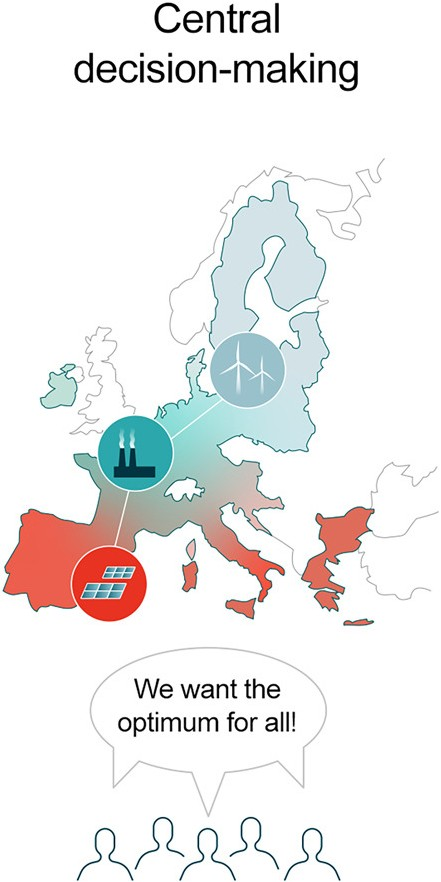 Central
decision-making
We want the
optimum for all!